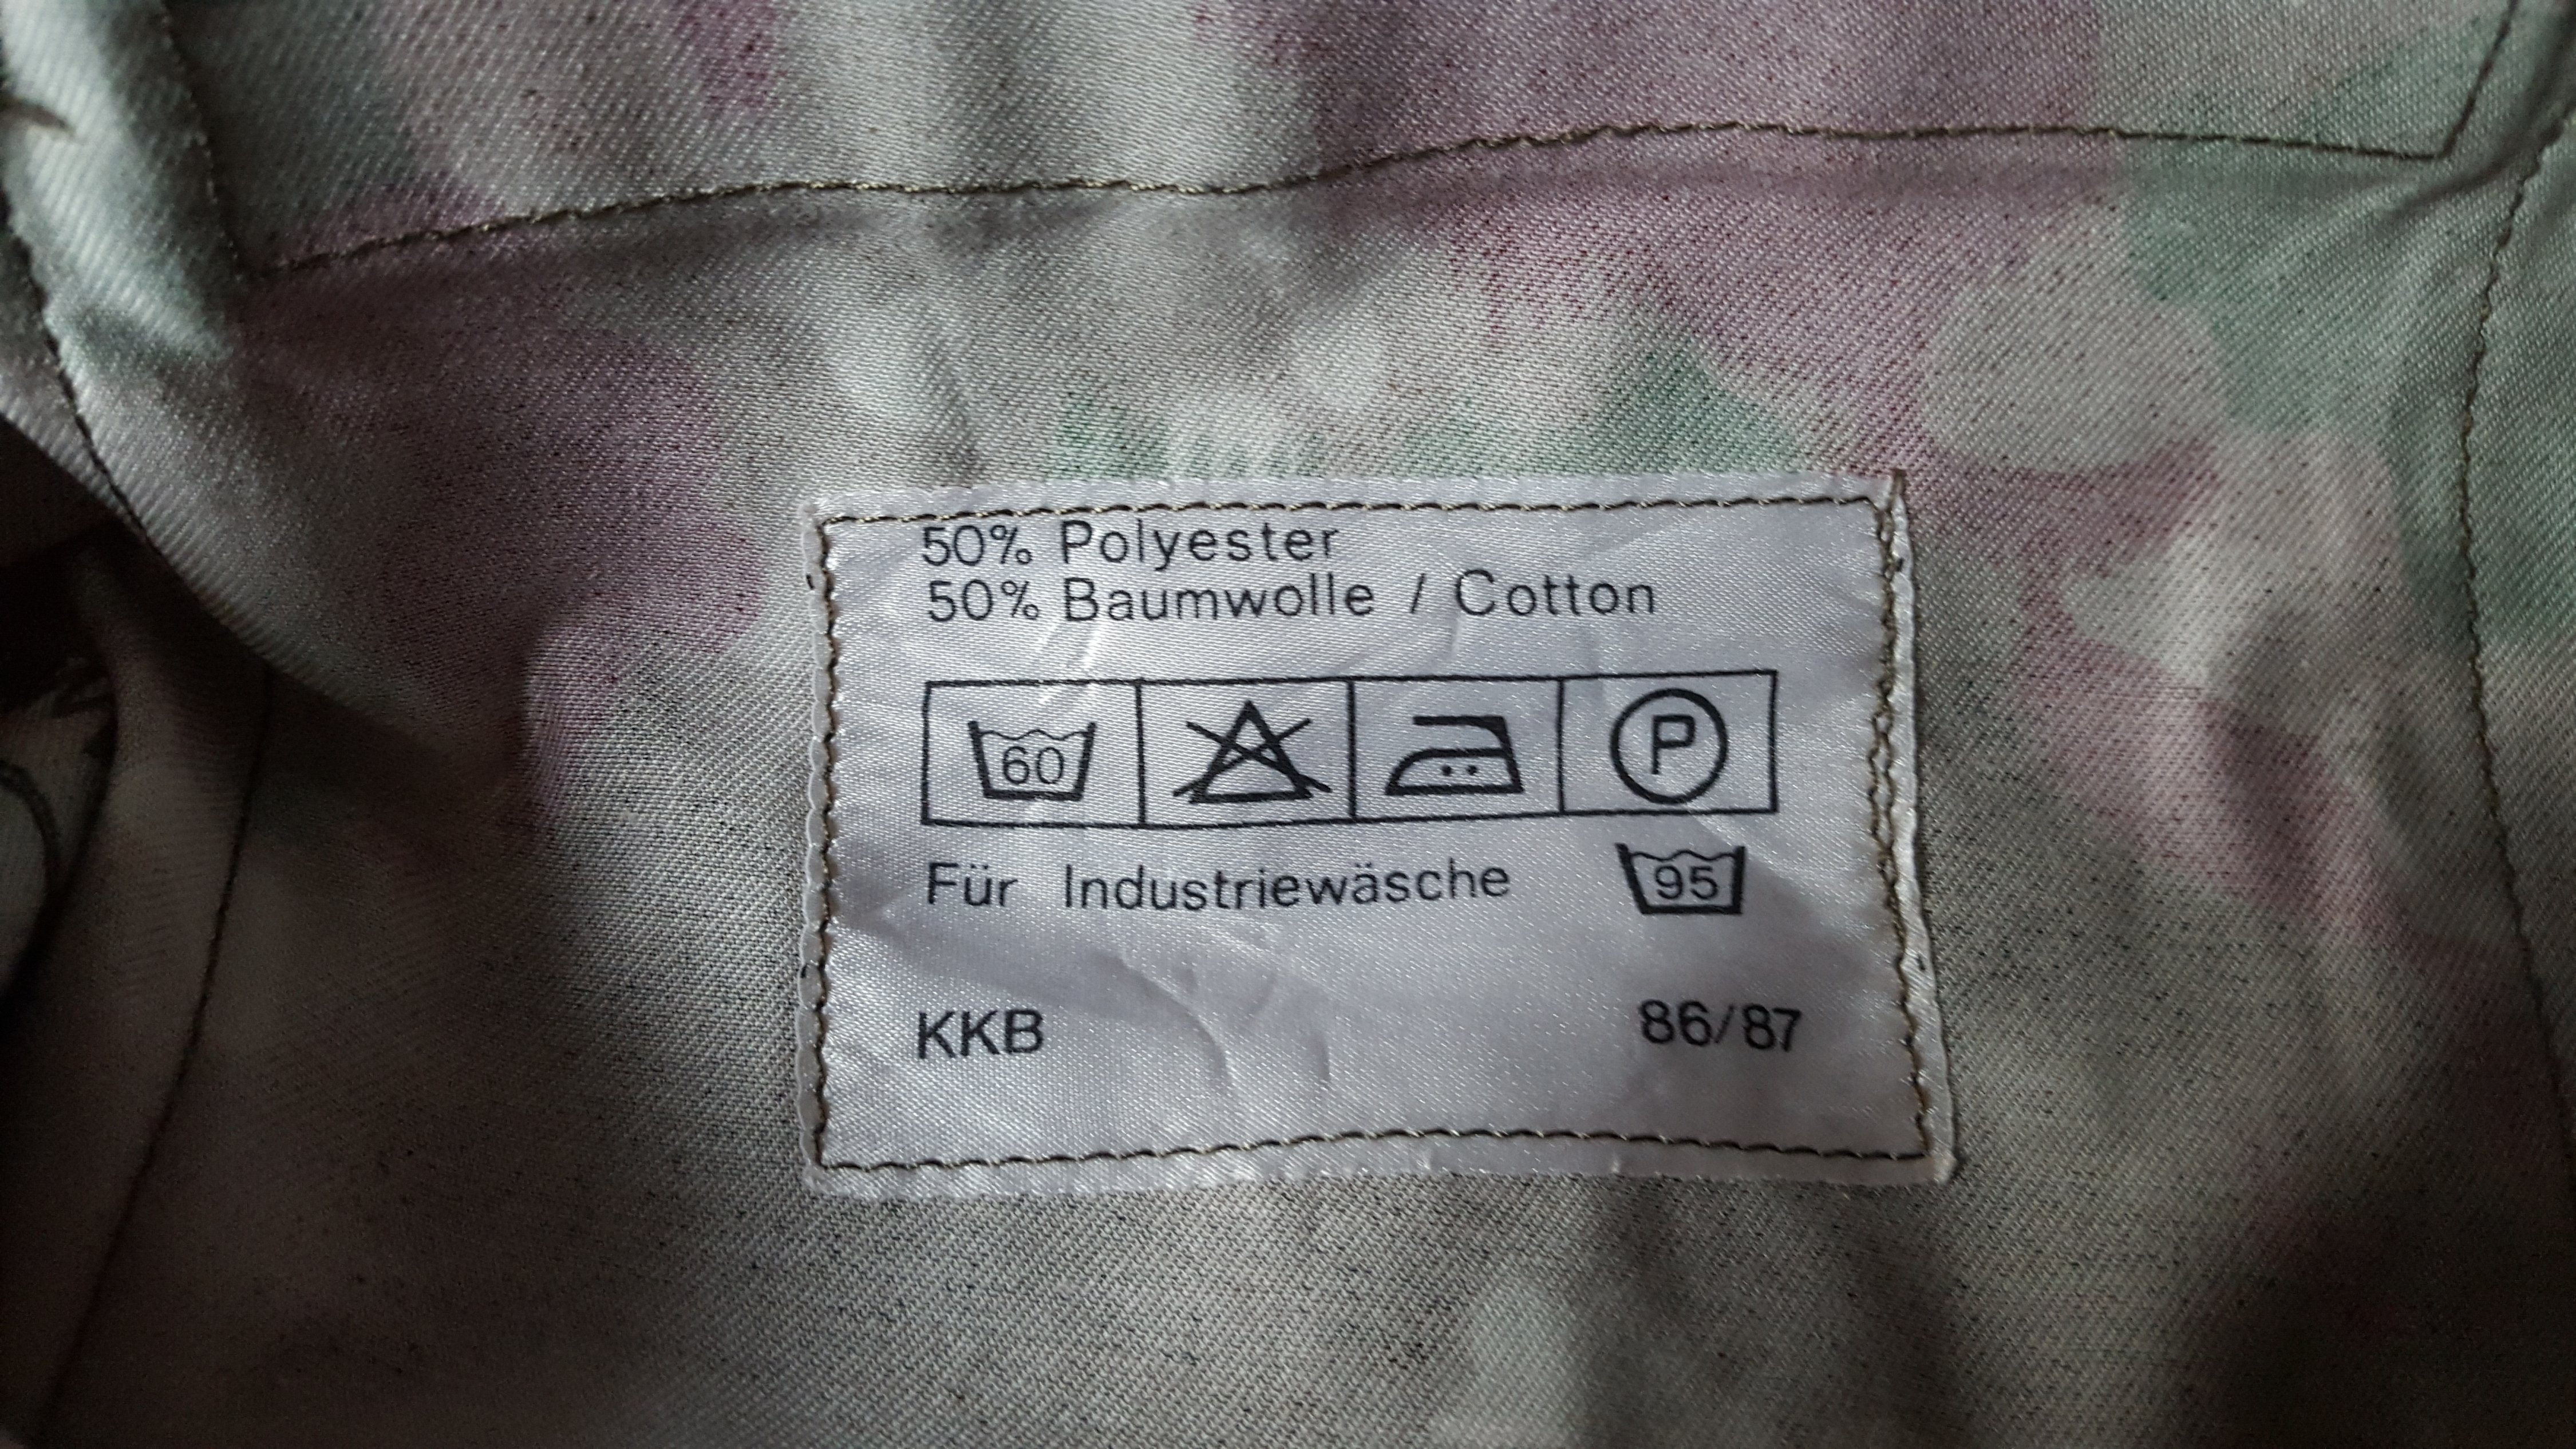 50% Polyester
50% Baumwolle / Cotton
60 P
Für Industriewäsche 95
KKB 86/87